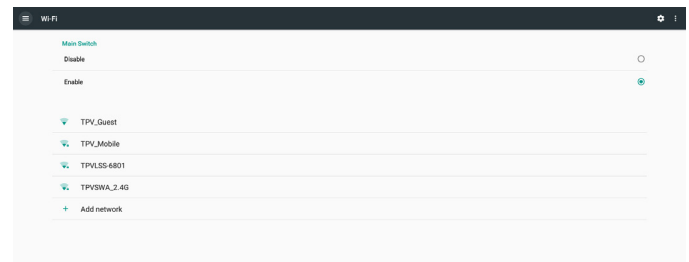 Wi-Fi
Main Switch
Disable
Enable
TPV_Guest
TPV_Mobile
TPVLSS-6801
TPVSWA_2.4G
Add network